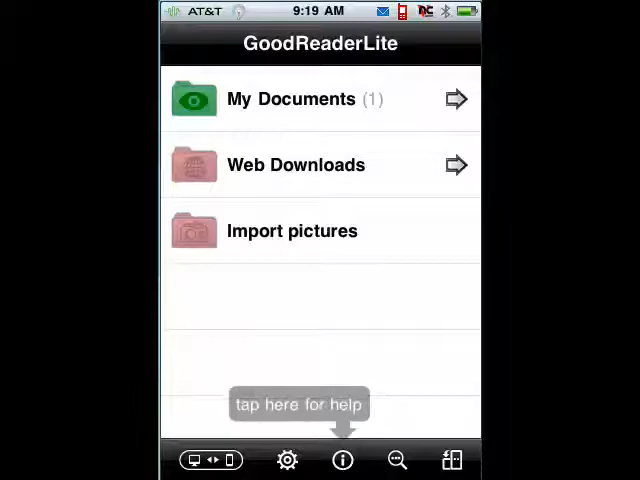 AT&T 9:19 AM
GoodReaderLite
My Documents (1)
Web Downloads
Import pictures
tap here for help